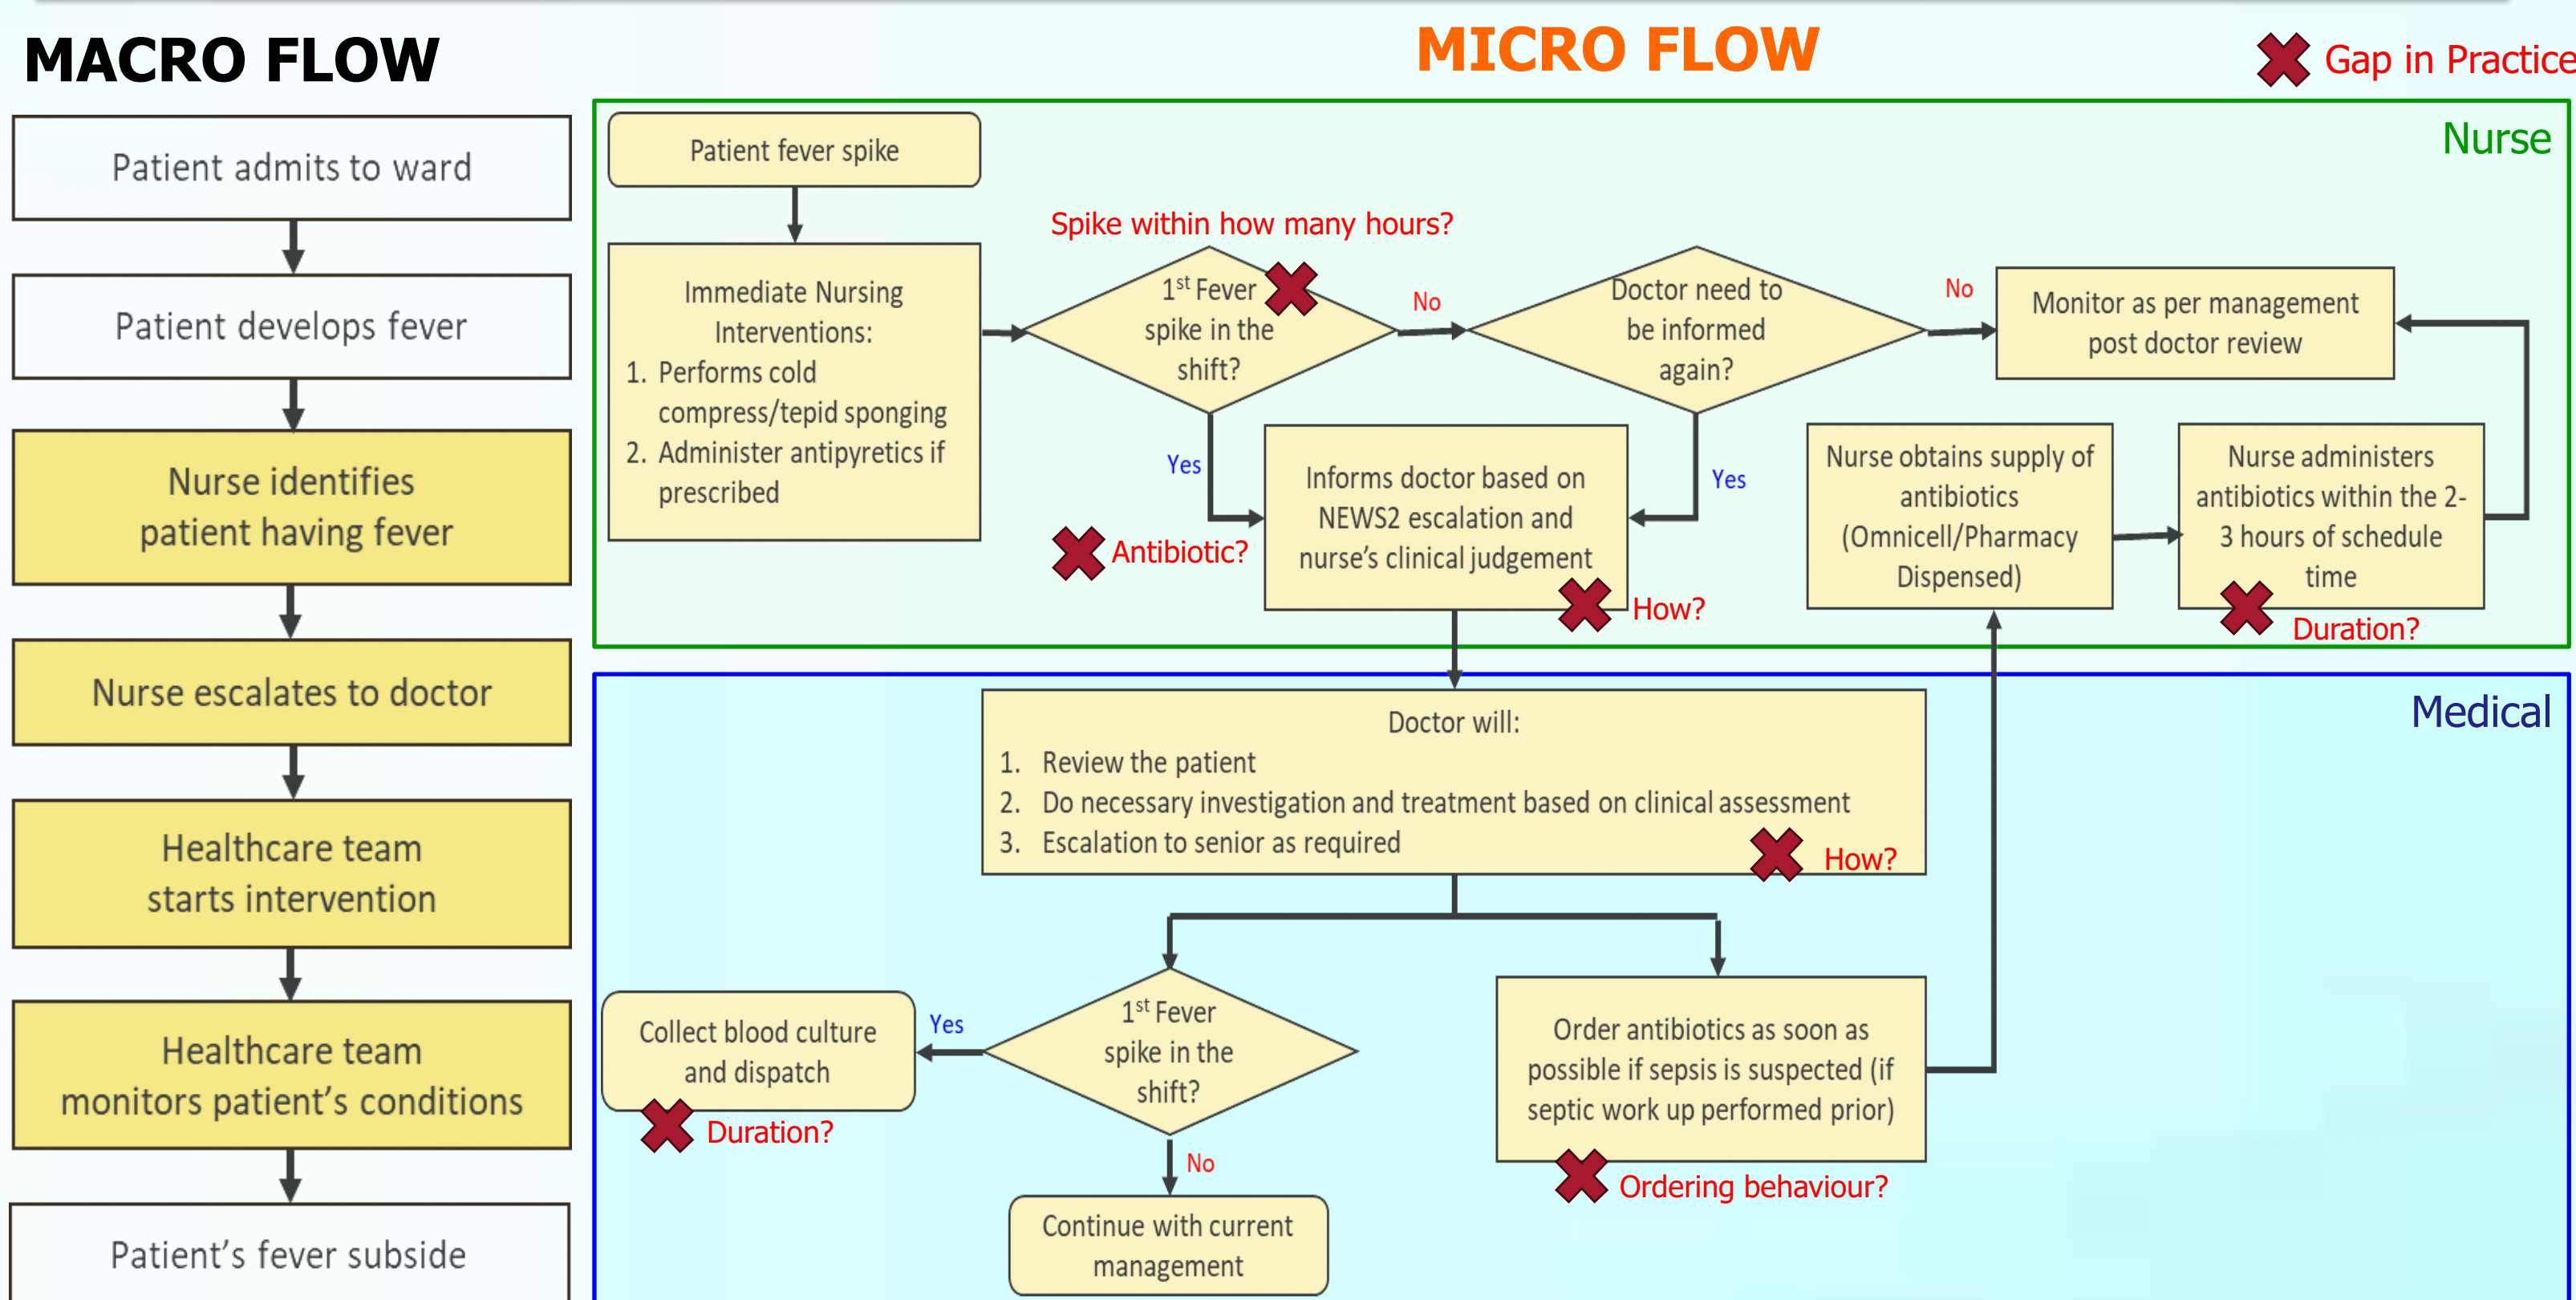 MACRO FLOW
MICRO FLOW
Gap in Practice
Patient admits to ward
Patient develops fever
Nurse identifies
patient having fever
Nurse escalates to doctor
Healthcare team
starts intervention
Healthcare team
monitors patient's conditions
Patient's fever subside
Nurse
Patient fever spike
Immediate Nursing
Interventions:
1. Performs cold
compress/tepid sponging
2. Administer antipyretics if
prescribed
Spike within how many hours?
1st Fever
spike in the
shift?
No
Yes
Doctor need to
be informed
again?
No
Yes
Monitor as per management
post doctor review
Antibiotic?
Informs doctor based on
NEWS2 escalation and
nurse's clinical judgement
How?
Nurse obtains supply of
antibiotics
(Omnicell/Pharmacy
Dispensed)
Nurse administers
antibiotics within the 2-
3 hours of schedule
time
Duration?
Medical
Doctor will:
1. Review the patient
2. Do necessary investigation and treatment based on clinical assessment
3. Escalation to senior as required
How?
1st Fever
spike in the
shift?
Yes
Collect blood culture
and dispatch
Duration?
No
Continue with current
management
Order antibiotics as soon as
possible if sepsis is suspected (if
septic work up performed prior)
Ordering behaviour?